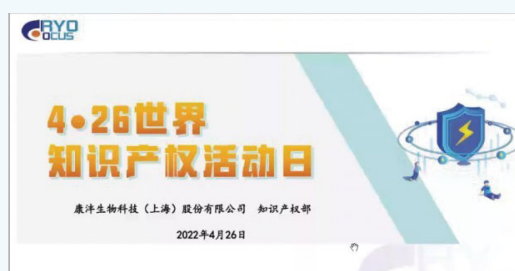 CRYO
FOCUS
4•26世界
知识产权活动日
康沣生物科技（上海）股份有限公司 知识产权部
2022年4月26日